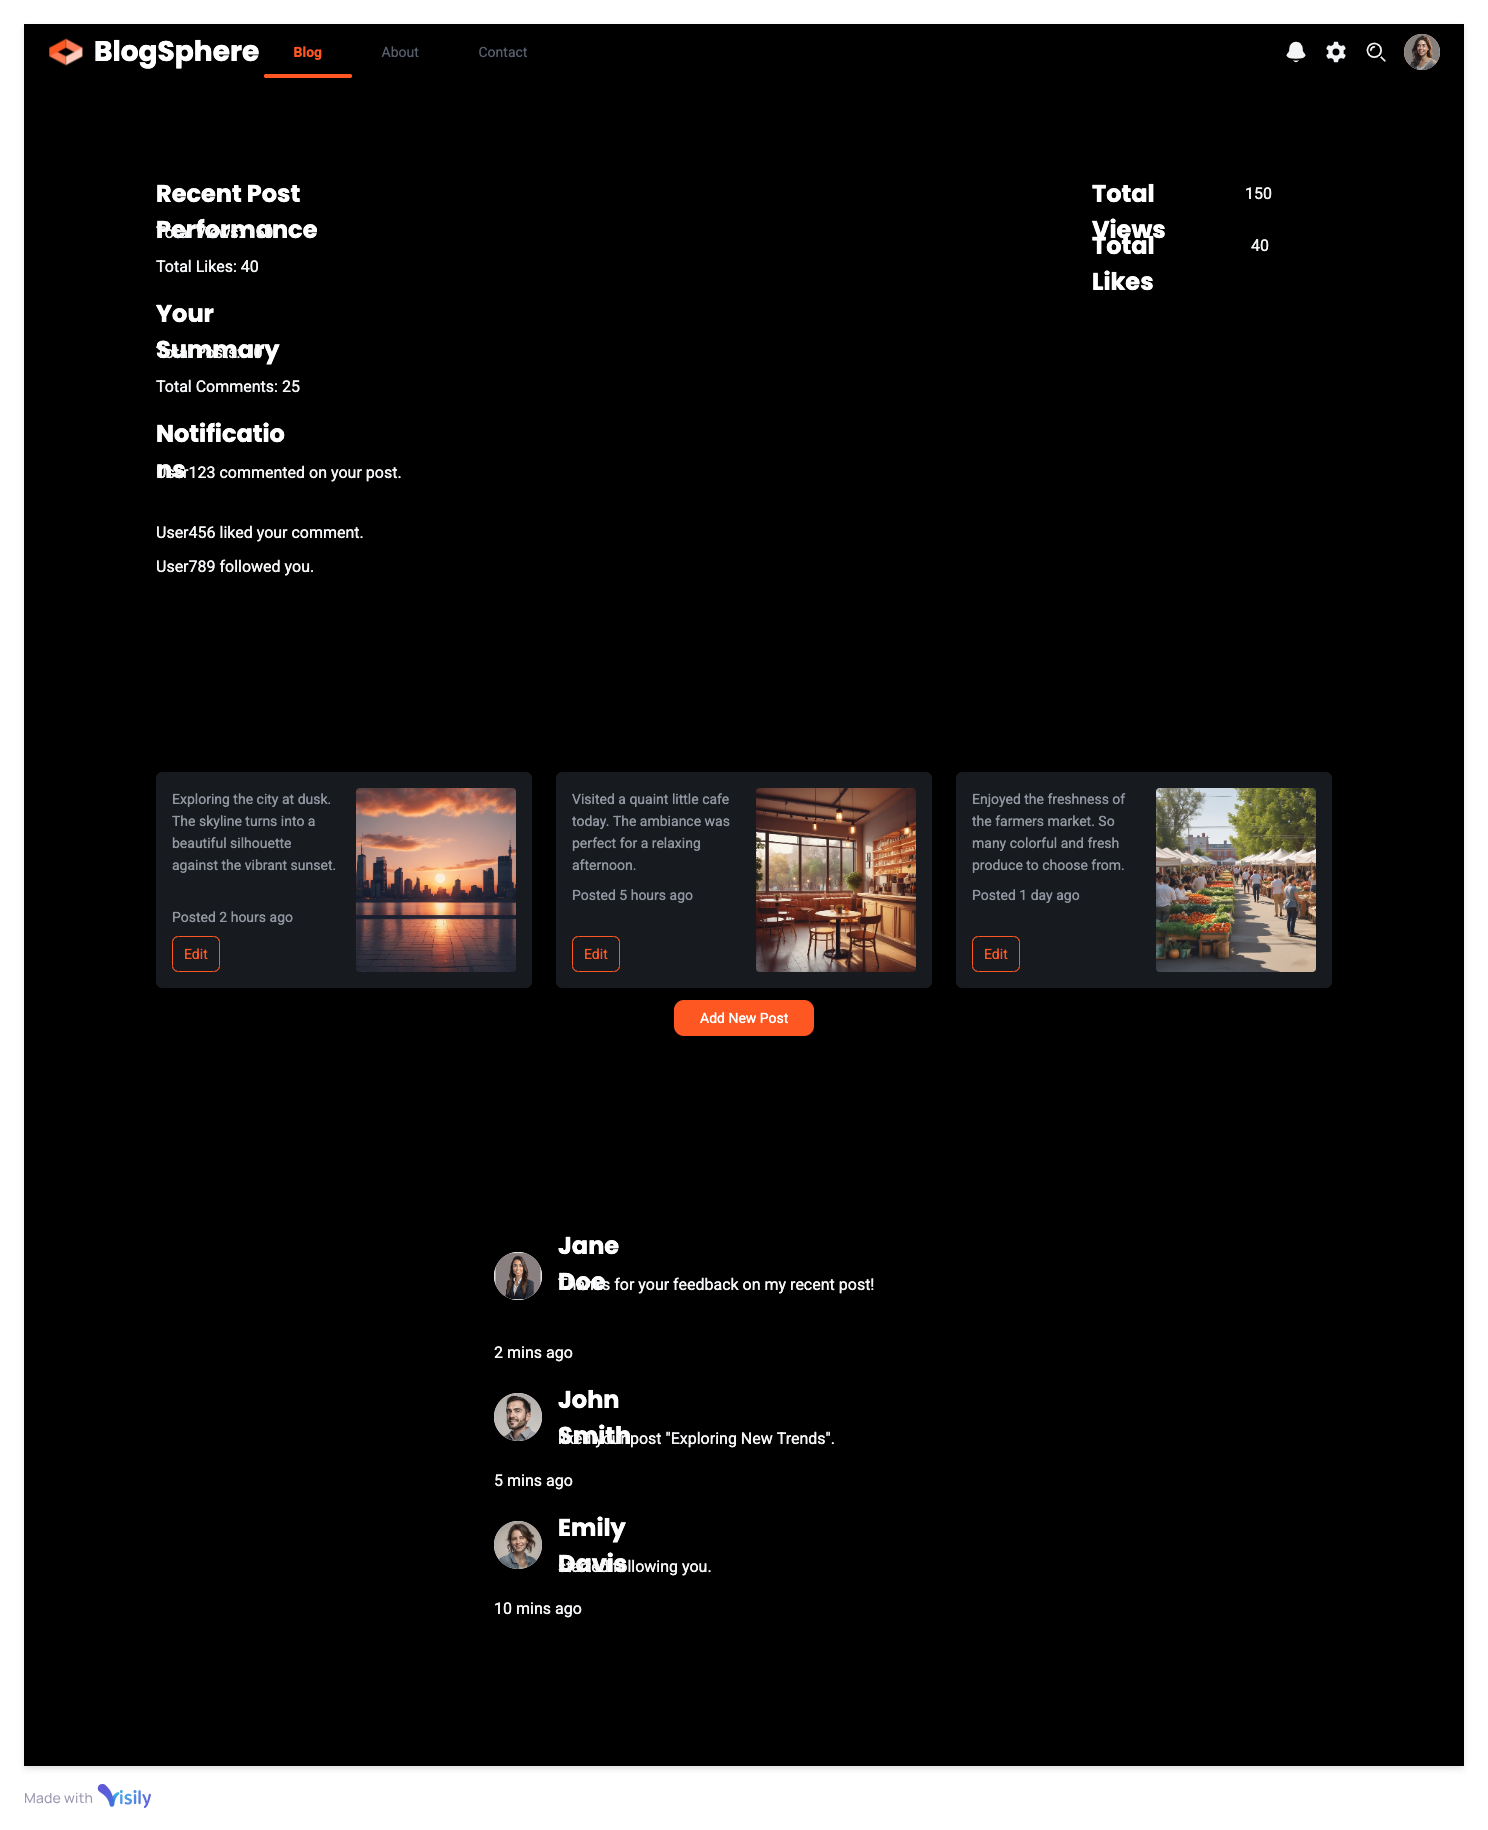 BlogSphere
Blog
About
Contact
Recent Post
Performance
Total Likes: 40
Your
Summary
Total Posts:
Total Comments: 25
Notificatio
ns
User123 commented on your post.
User456 liked your comment.
User789 followed you.
Total
Views
150
Total
Likes
40
Exploring the city at dusk.
The skyline turns into a
beautiful silhouette
against the vibrant sunset.
Posted 2 hours ago
Edit
Visited a quaint little cafe
today. The ambiance was
perfect for a relaxing
afternoon.
Posted 5 hours ago
Edit
Enjoyed the freshness of
the farmers market. So
many colorful and fresh
produce to choose from.
Posted 1 day ago
Edit
Add New Post
Jane
Doe
Thanks for your feedback on my recent post!
2 mins ago
John
Smith
post "Exploring New Trends".
5 mins ago
Emily
Davis
following you.
10 mins ago
Made with Visily